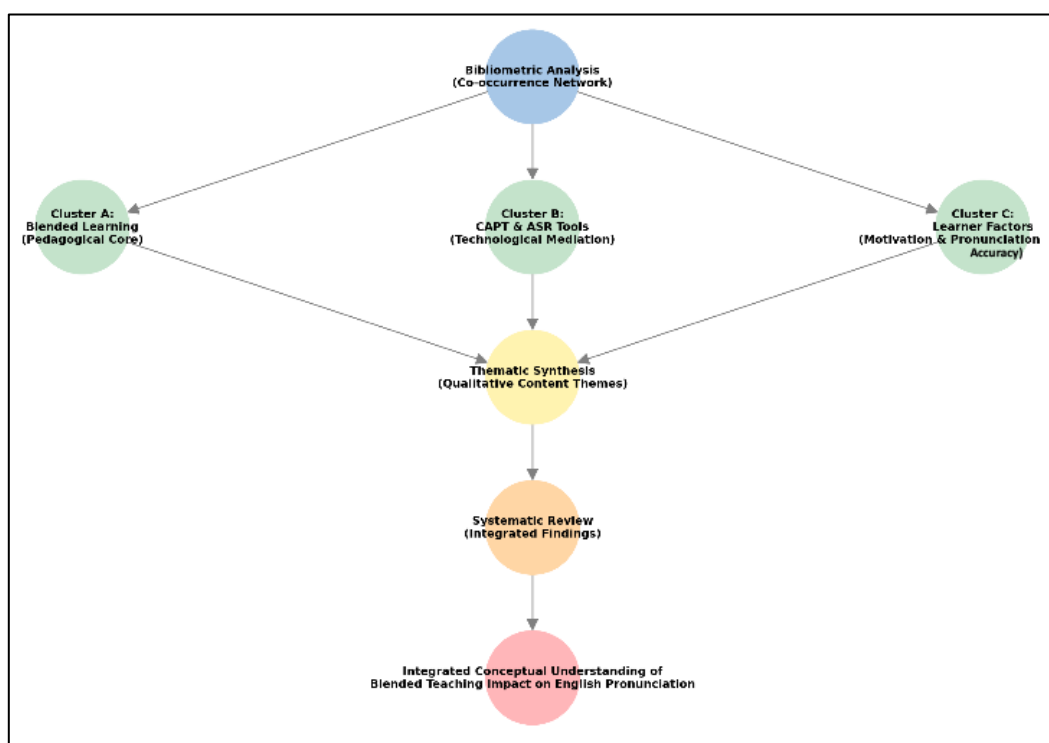 Bibliometric Analysis
(Co-occurrence Network)
Cluster A:
Blended Learning
(Pedagogical Core)
Cluster B:
CAPT & ASR Tools
(Technological Mediation)
Cluster C:
Learner Factors
(Motivation & Pronunciation
Accuracy)
Thematic Synthesis
(Qualitative Content Themes)
Systematic Review
(Integrated Findings)
Integrated Conceptual Understanding of
Blended Teaching Impact on English Pronunciation